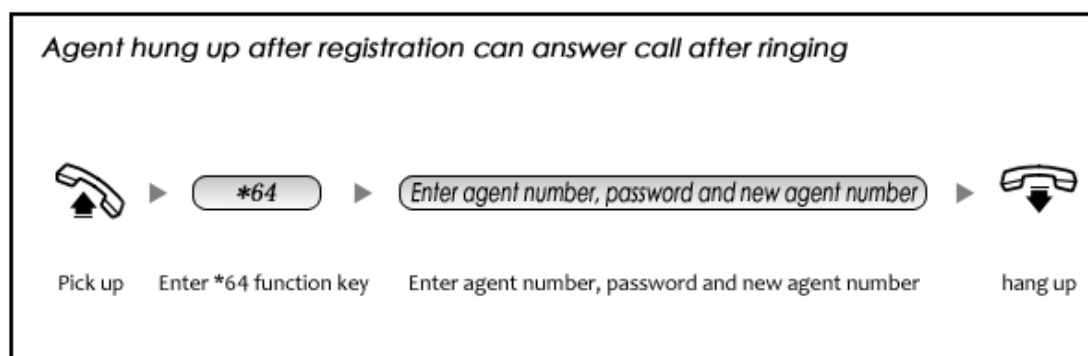 Agent hung up after registration can answer call after ringing
*64
Enter agent number, password and new agent number
Pick up
Enter *64 function key
Enter agent number, password and new agent number
hang up